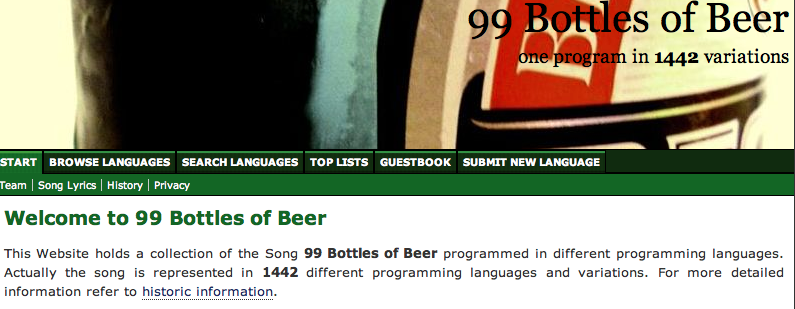 99 Bottles of Beer
one program in 1442 variations
START BROWSE LANGUAGES SEARCH LANGUAGES TOP LISTS GUESTBOOK SUBMIT NEW LANGUAGE
Team Song Lyrics History Privacy
Welcome to 99 Bottles of Beer
This Website holds a collection of the Song 99 Bottles of Beer programmed in different programming languages.
Actually the song is represented in 1442 different programming languages and variations. For more detailed
information refer to historic information.